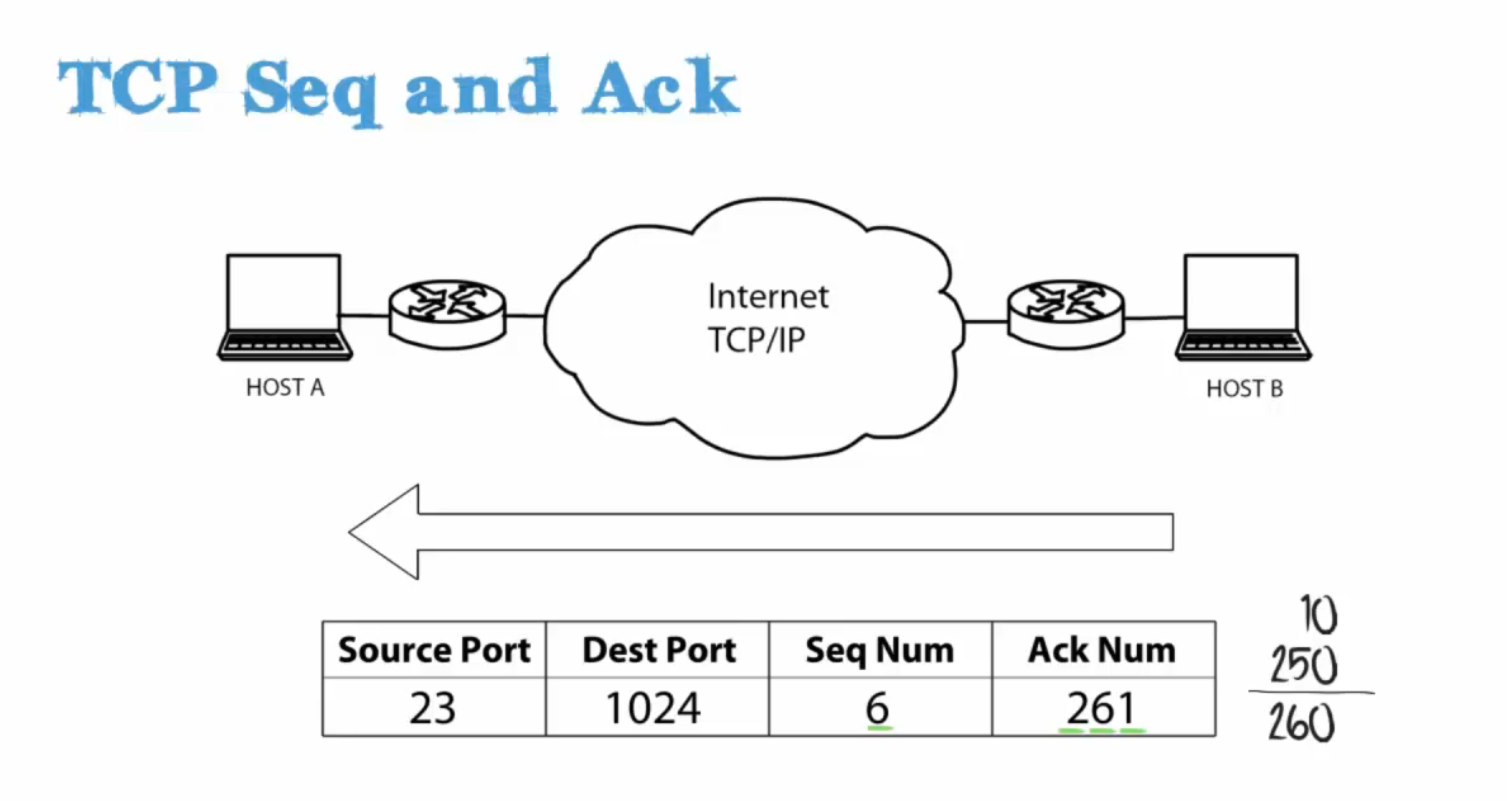 TCP Seq and Ack
Internet
TCP/IP
HOST A
HOST B
Source Port Dest Port Seq Num Ack Num
23 1024 6 261
10
250
260